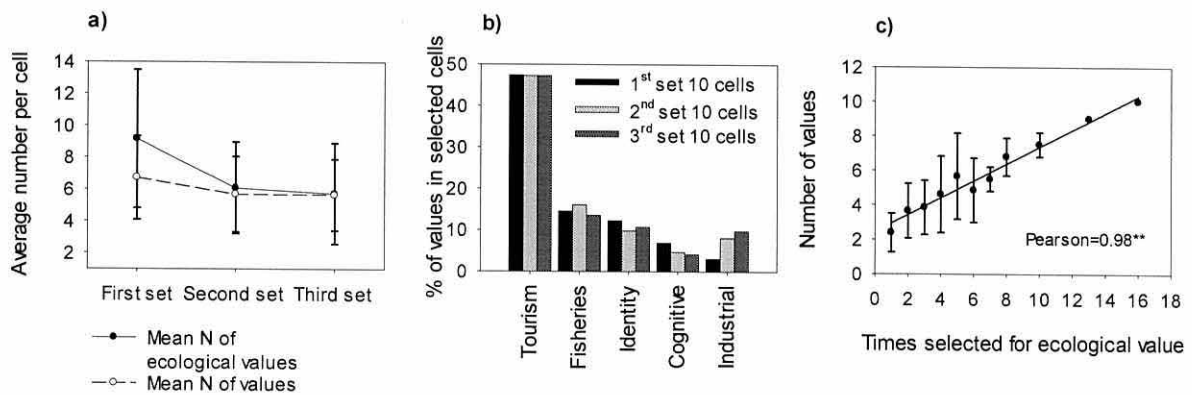 a)
Average number per cell
14
12
10
8
6
4
2
First set Second set Third set
Mean N of
ecological values
Mean N of values
b)
% of values in selected cells
50
40
30
20
10
0
1st set 10 cells
2nd set 10 cells
3rd set 10 cells
Tourism
Fisheries
Identity
Cognitive
Industrial
c)
Number of values
12
10
8
6
4
2
0
Pearson=0.98**
0 2 4 6 8 10 12 14 16 18
Times selected for ecological value